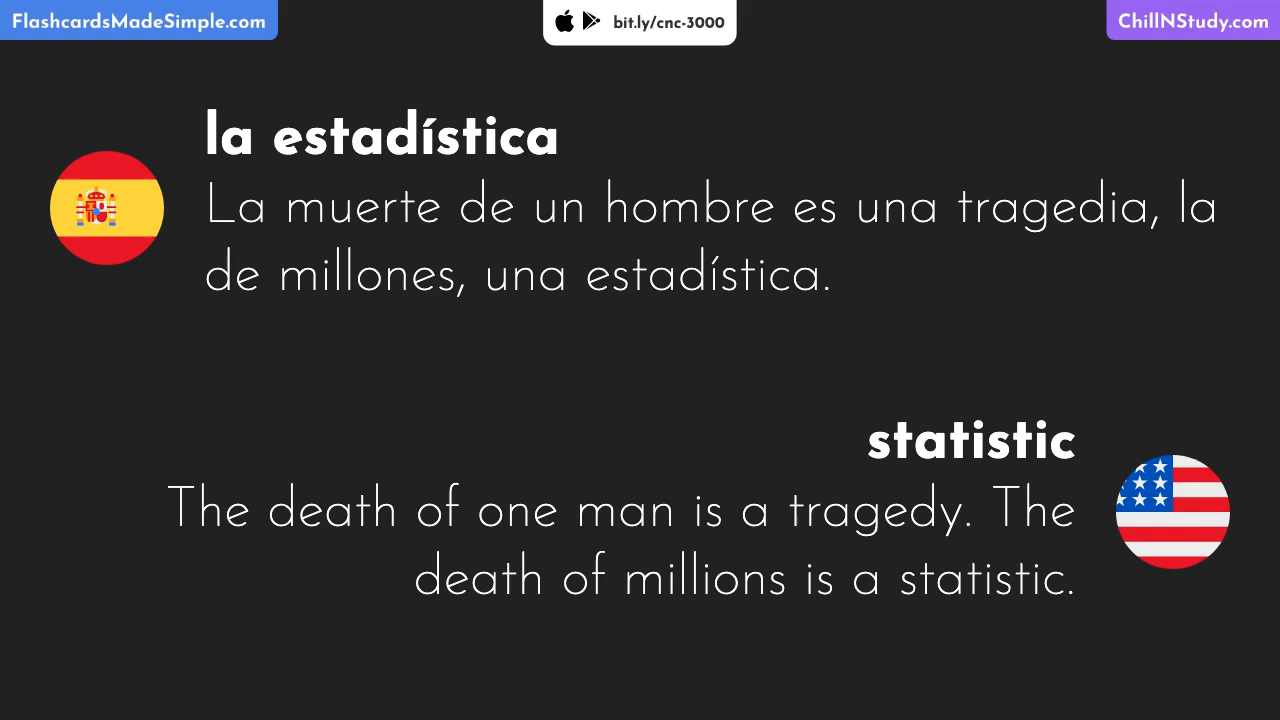 FlashcardsMadeSimple.com
bit.ly/cnc-3000
ChillNStudy.com
la estadística
La muerte de un hombre es una tragedia, la
de millones, una estadística.
statistic
The death of one man is a tragedy. The
death of millions is a statistic.